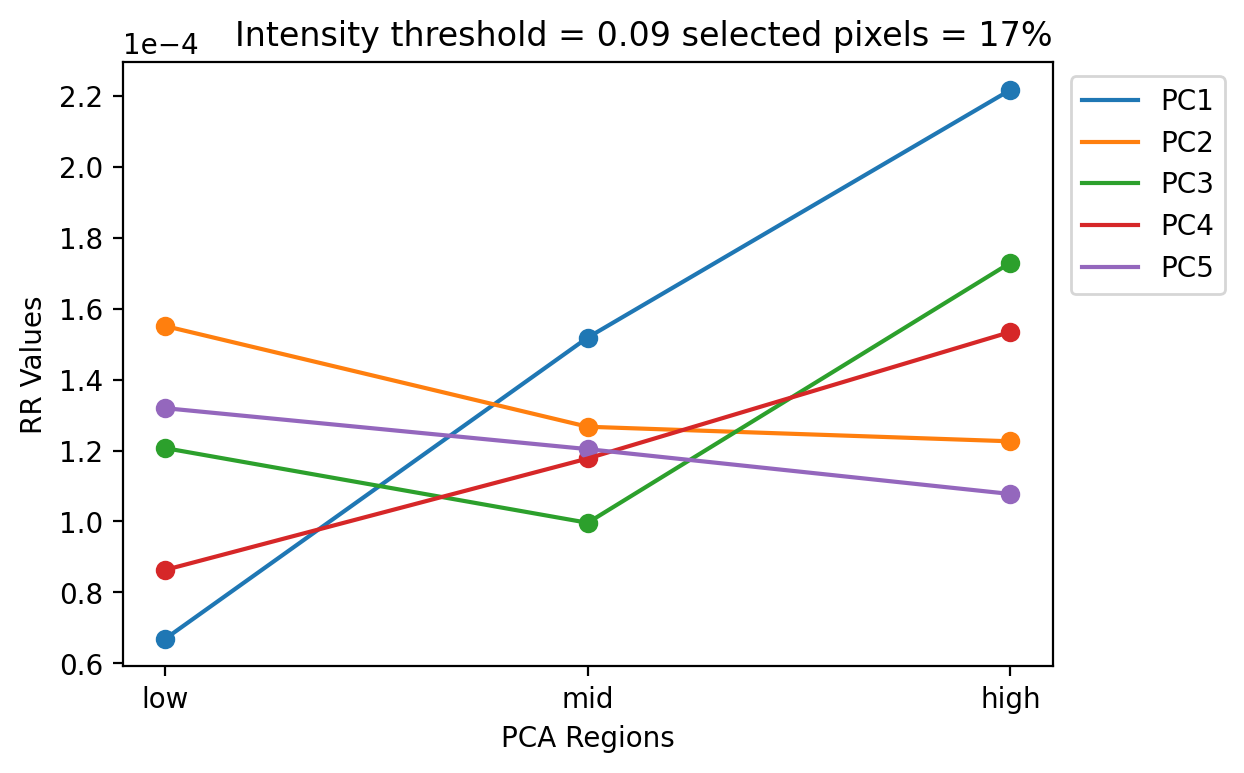 Intensity threshold = 0.09 selected pixels = 17%
1e−4
2.2
2.0
1.8
1.6
1.4
1.2
1.0
0.8
0.6
RR Values
low mid high
PCA Regions
PC1
PC2
PC3
PC4
PC5